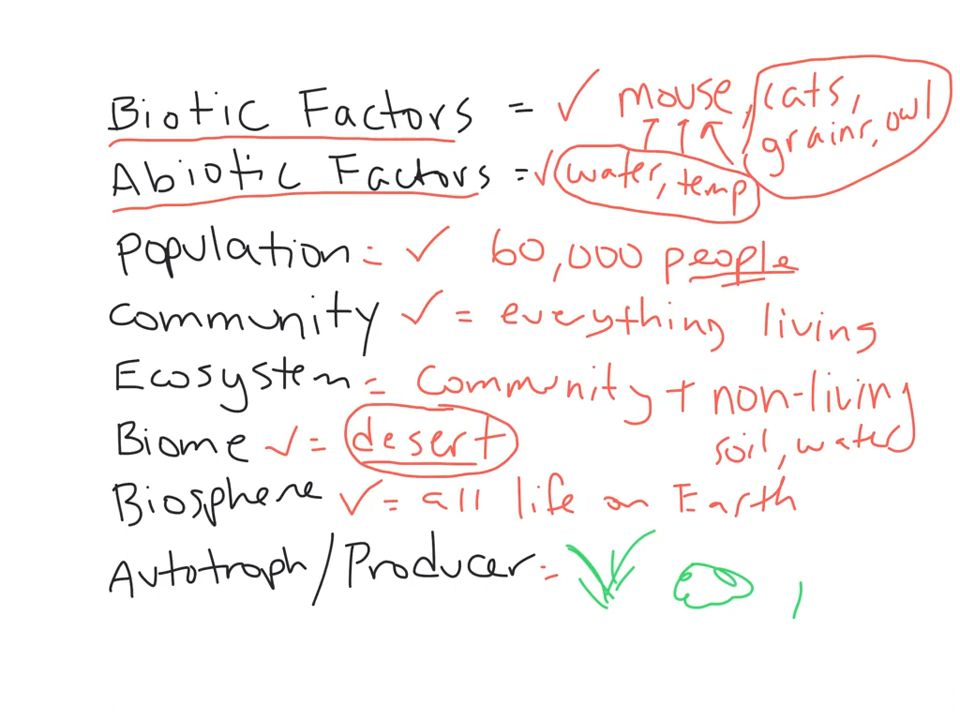 Biotic Factors = ✓ mouse, cats, grains, owl
Abiotic Factors = ✓ water, temp
Population = ✓ 60,000 people
Community ✓ = everything living
Ecosystem = Community + non-living
soil, water
Biome ✓ = desert
Biosphere ✓ = all life on Earth
Autotroph/Producer =